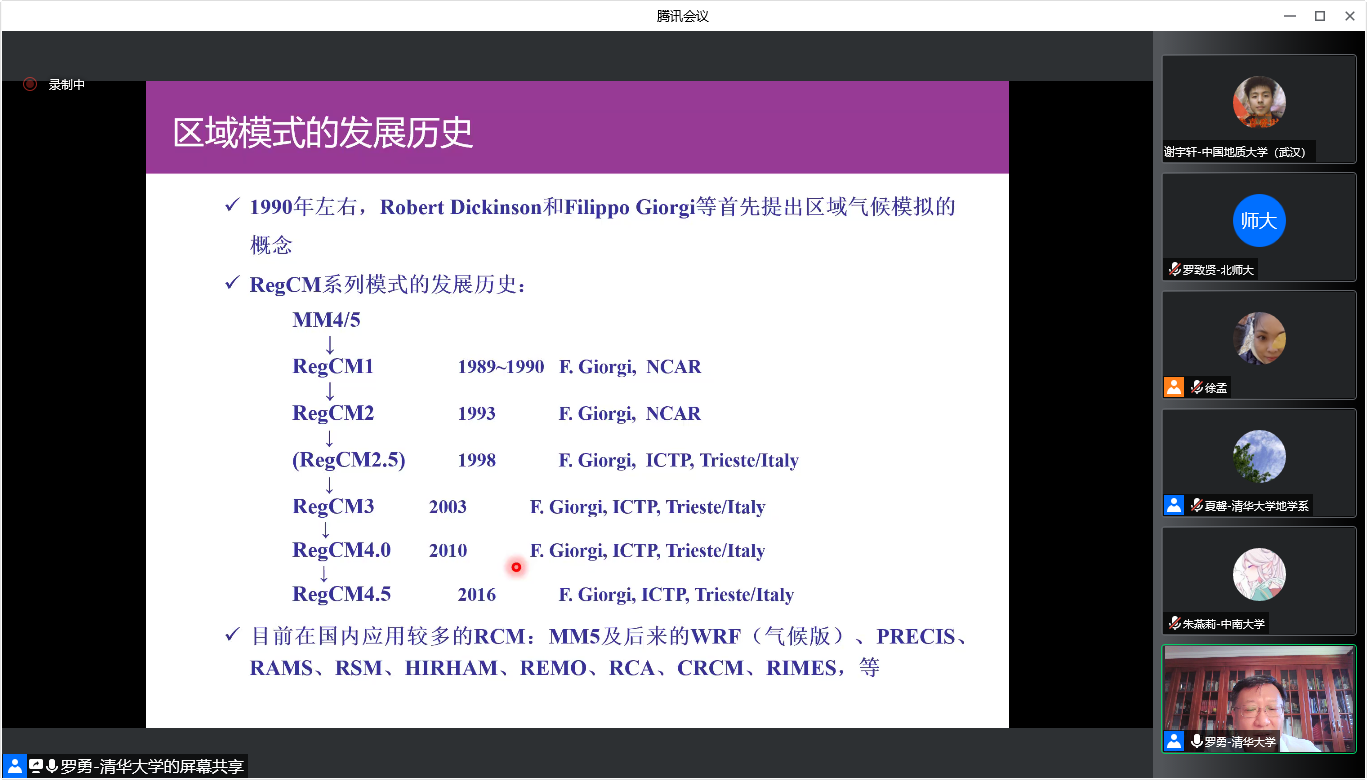 腾讯会议
录制中
区域模式的发展历史
✓ 1990年左右，Robert Dickinson和Filippo Giorgi等首先提出区域气候模拟的
概念
✓ RegCM系列模式的发展历史：
MM4/5
↓
RegCM1 1989~1990 F. Giorgi, NCAR
↓
RegCM2 1993 F. Giorgi, NCAR
↓
(RegCM2.5) 1998 F. Giorgi, ICTP, Trieste/Italy
↓
RegCM3 2003 F. Giorgi, ICTP, Trieste/Italy
↓
RegCM4.0 2010 F. Giorgi, ICTP, Trieste/Italy
↓
RegCM4.5 2016 F. Giorgi, ICTP, Trieste/Italy
✓ 目前在国内应用较多的RCM：MM5及后来的WRF（气候版）、PRECIS、
RAMS、RSM、HIRHAM、REMO、RCA、CRCM、RIMES，等
罗勇-清华大学的屏幕共享
谢宇轩-中国地质大学（武汉）
师大
罗致贤-北师大
徐孟
夏馨-清华大学地学系
朱燕莉-中南大学
罗勇-清华大学